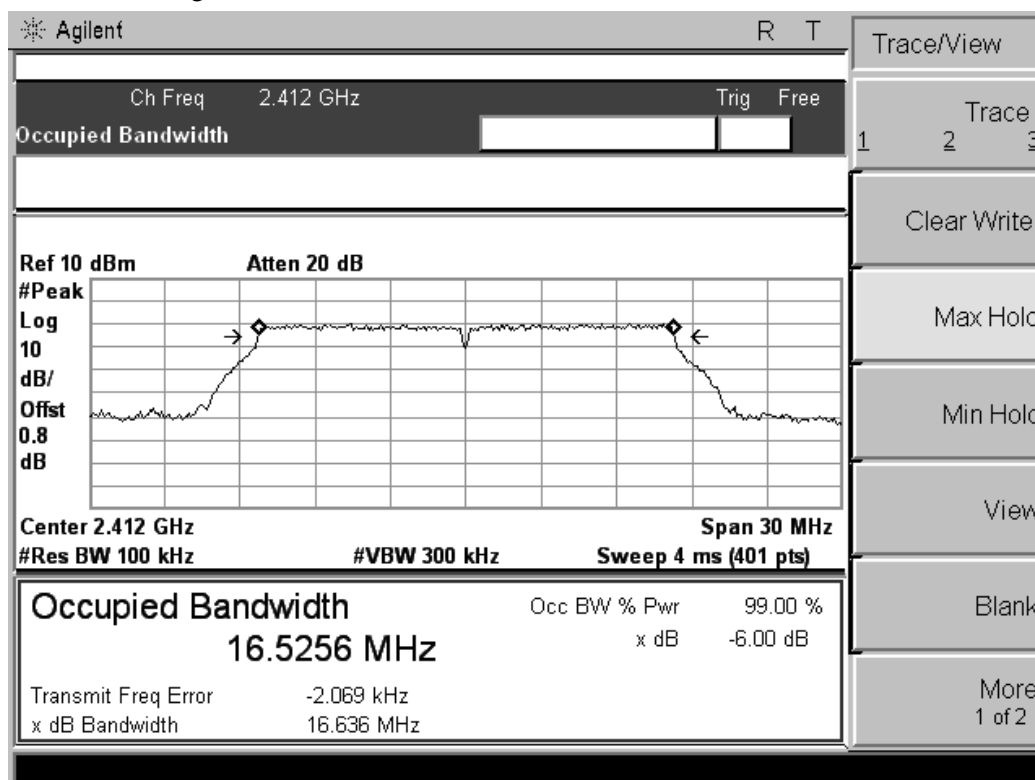 Agilent R T
Ch Freq 2.412 GHz Trig Free
Occupied Bandwidth
Ref 10 dBm Atten 20 dB
#Peak
Log
10
dB/
Offst
0.8
dB
Center 2.412 GHz Span 30 MHz
#Res BW 100 kHz #VBW 300 kHz Sweep 4 ms (401 pts)
Occupied Bandwidth Occ BW % Pwr 99.00 %
16.5256 MHz x dB -6.00 dB
Transmit Freq Error -2.069 kHz
x dB Bandwidth 16.636 MHz
Trace/View
Trace
1 2 3
Clear Write
Max Hold
Min Hold
View
Blank
More
1 of 2